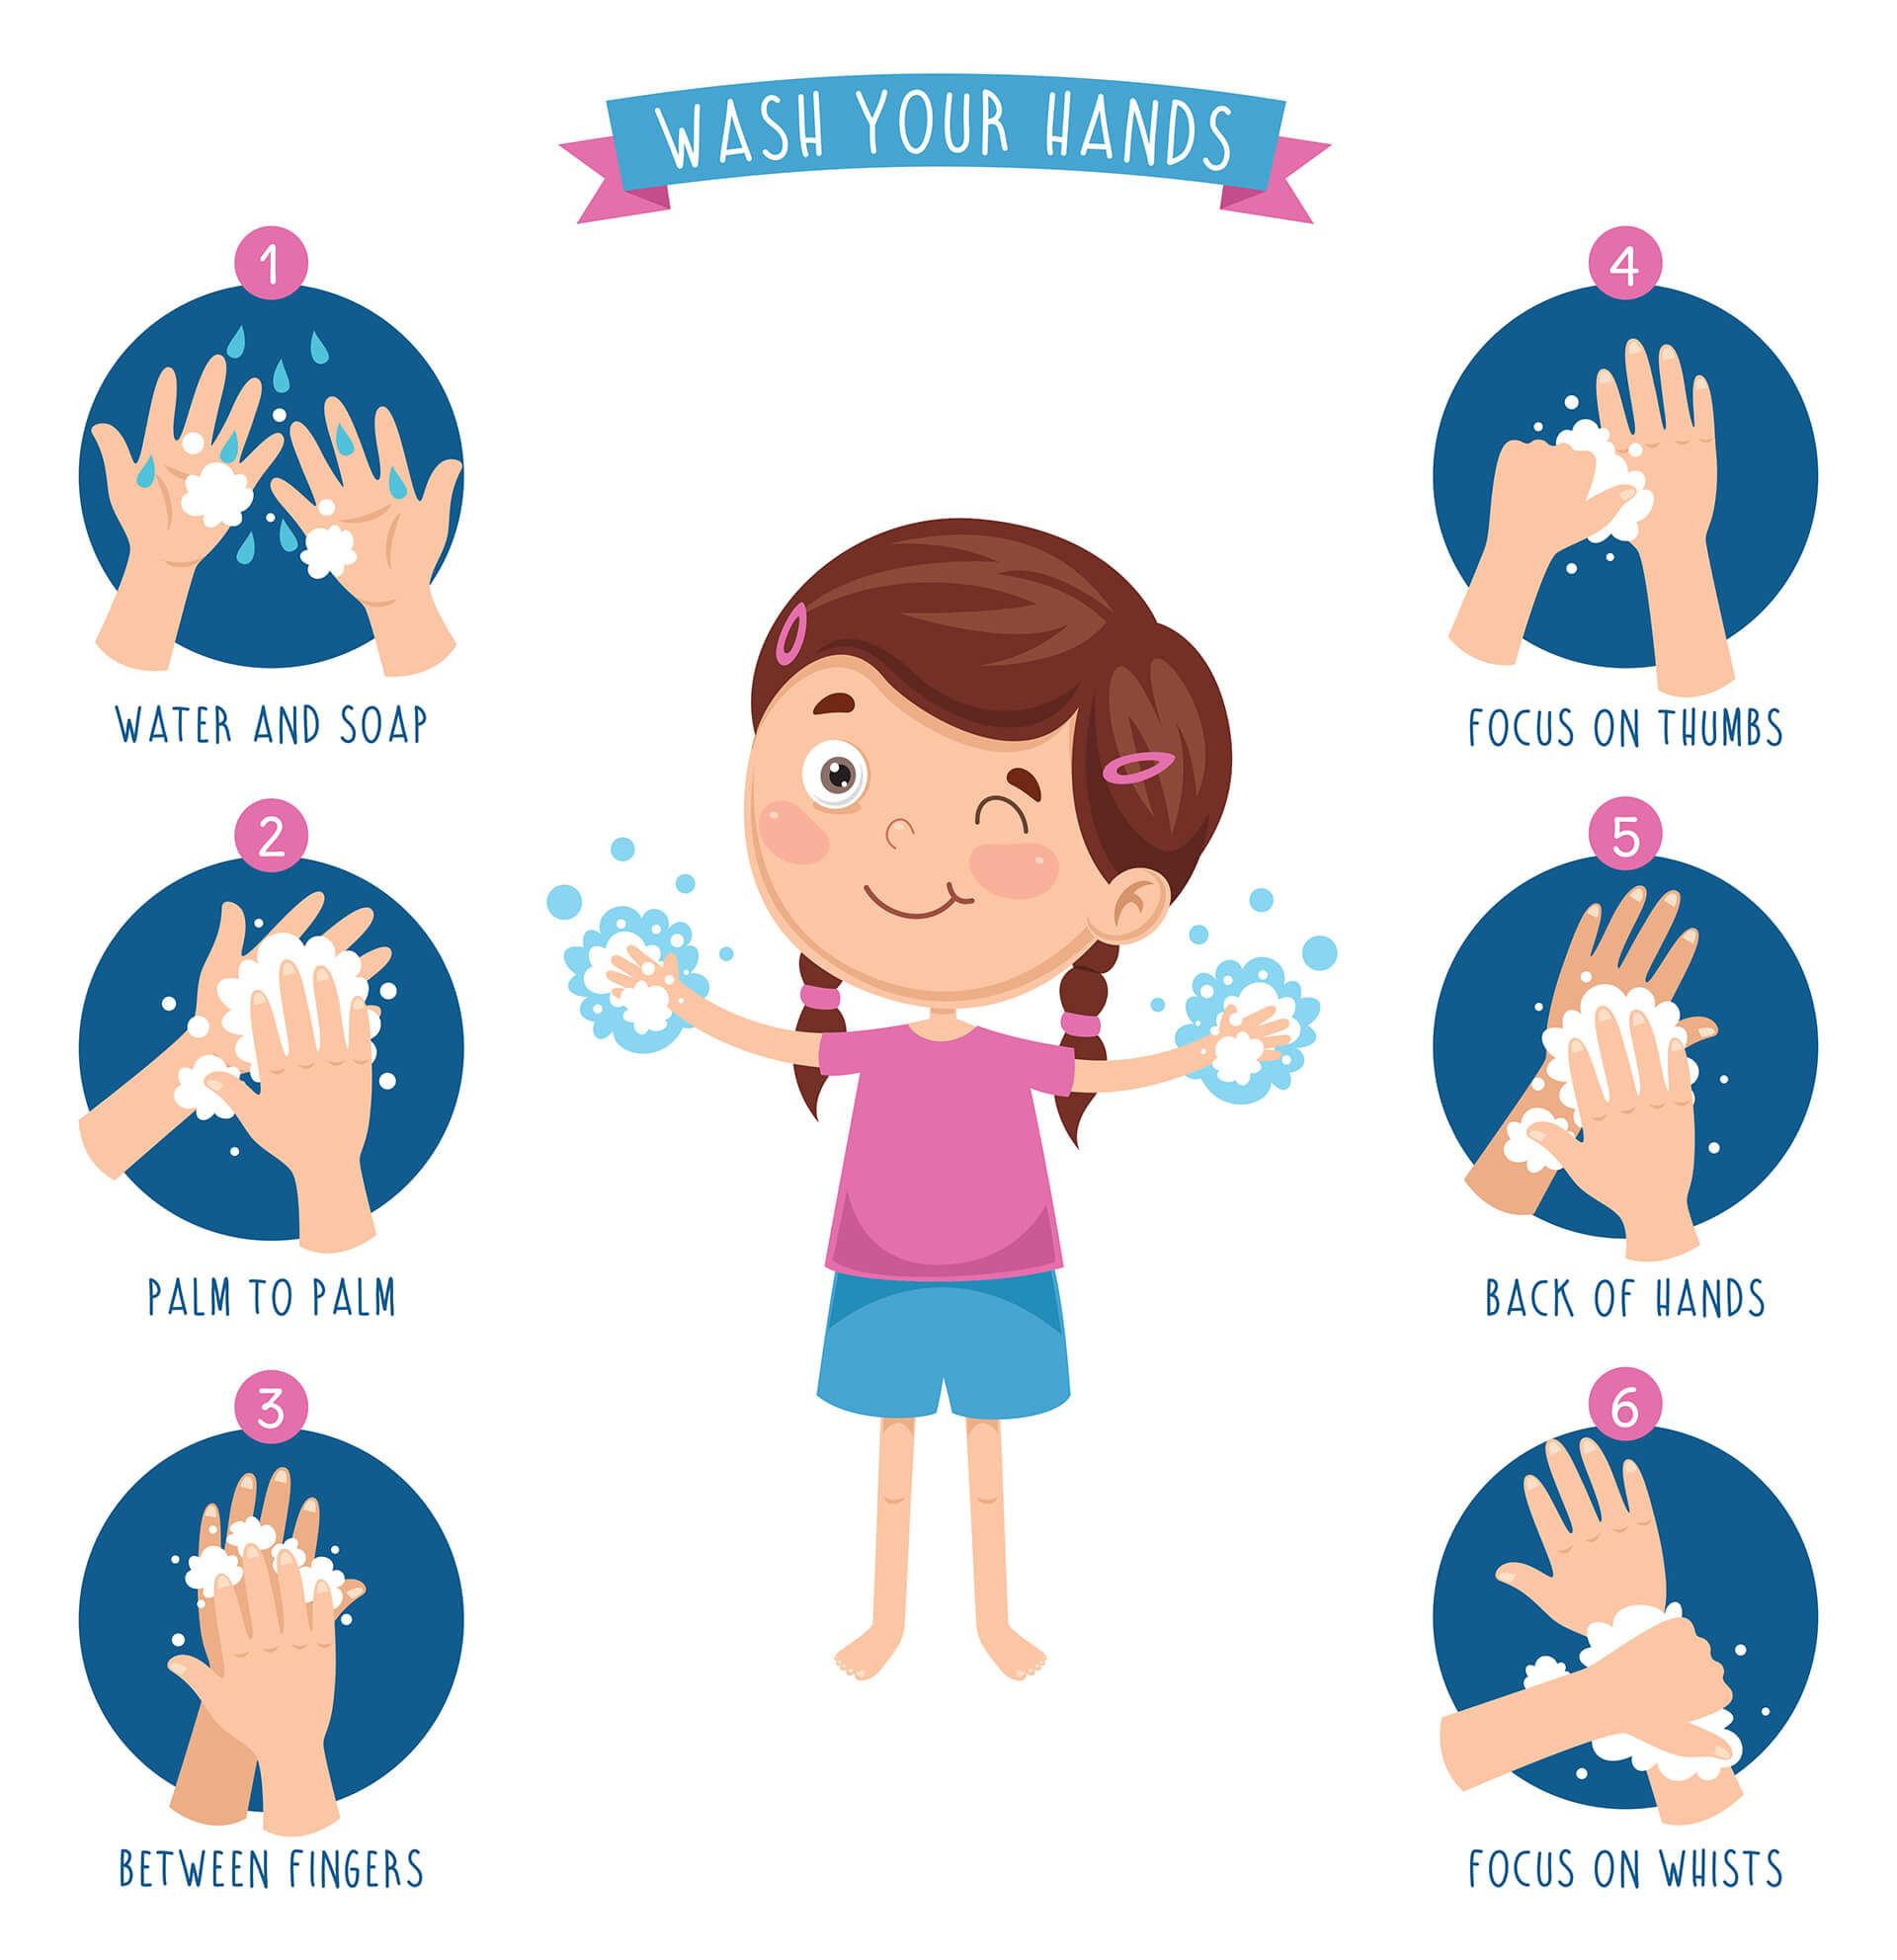 WASH YOUR HANDS
1
WATER AND SOAP
2
PALM TO PALM
3
BETWEEN FINGERS
4
FOCUS ON THUMBS
5
BACK OF HANDS
6
FOCUS ON WHISTS